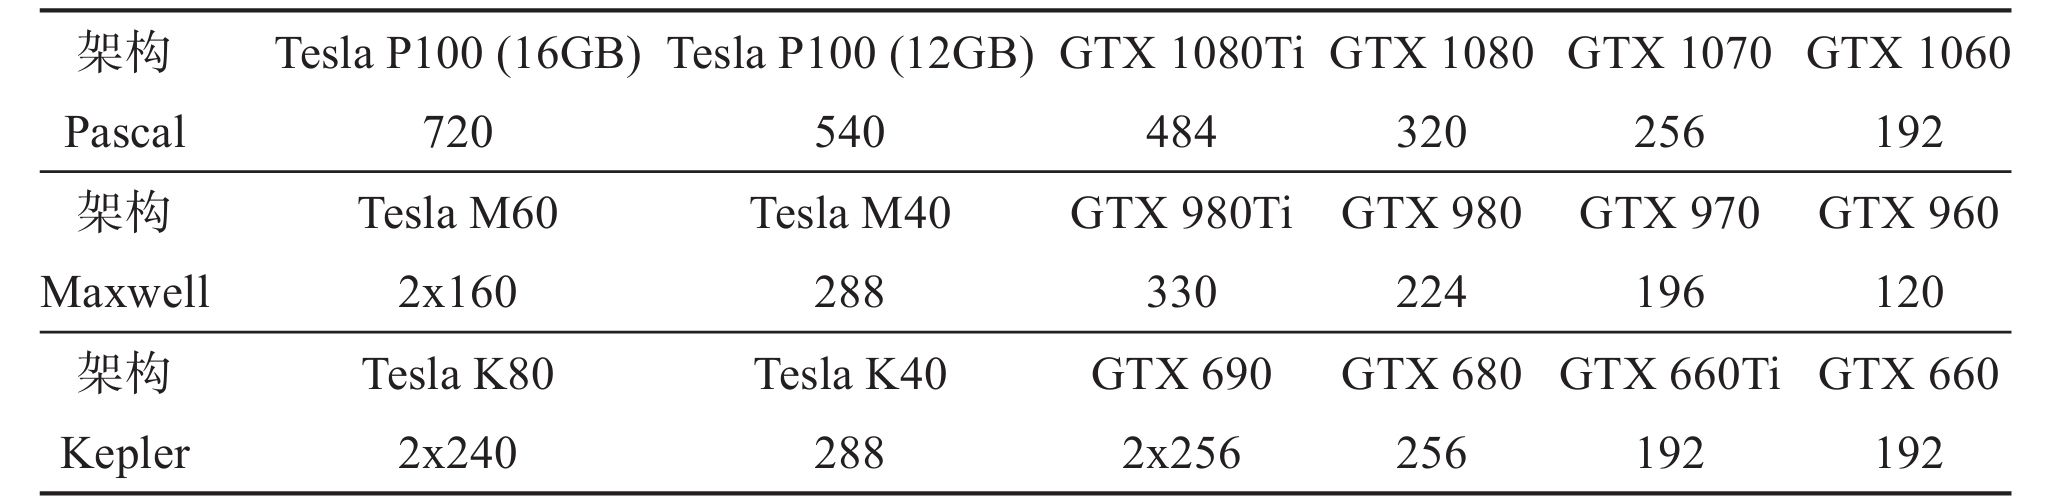 架构 Tesla P100 (16GB) Tesla P100 (12GB) GTX 1080Ti GTX 1080 GTX 1070 GTX 1060
Pascal 720 540 484 320 256 192
架构 Tesla M60 Tesla M40 GTX 980Ti GTX 980 GTX 970 GTX 960
Maxwell 2x160 288 330 224 196 120
架构 Tesla K80 Tesla K40 GTX 690 GTX 680 GTX 660Ti GTX 660
Kepler 2x240 288 2x256 256 192 192